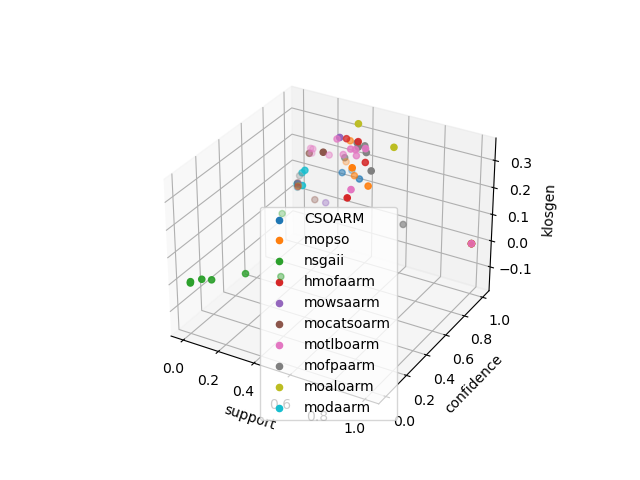 0.3
0.2
0.1
0.0
−0.1
klosgen
CSOARM
mopso
nsgaii
hmofaarm
mowsaarm
mocatsoarm
motlboarm
mofpaarm
moaloarm
modaarm
0.0
0.2
0.4
0.6
0.8
1.0
support
0.0
0.2
0.4
0.6
0.8
1.0
confidence